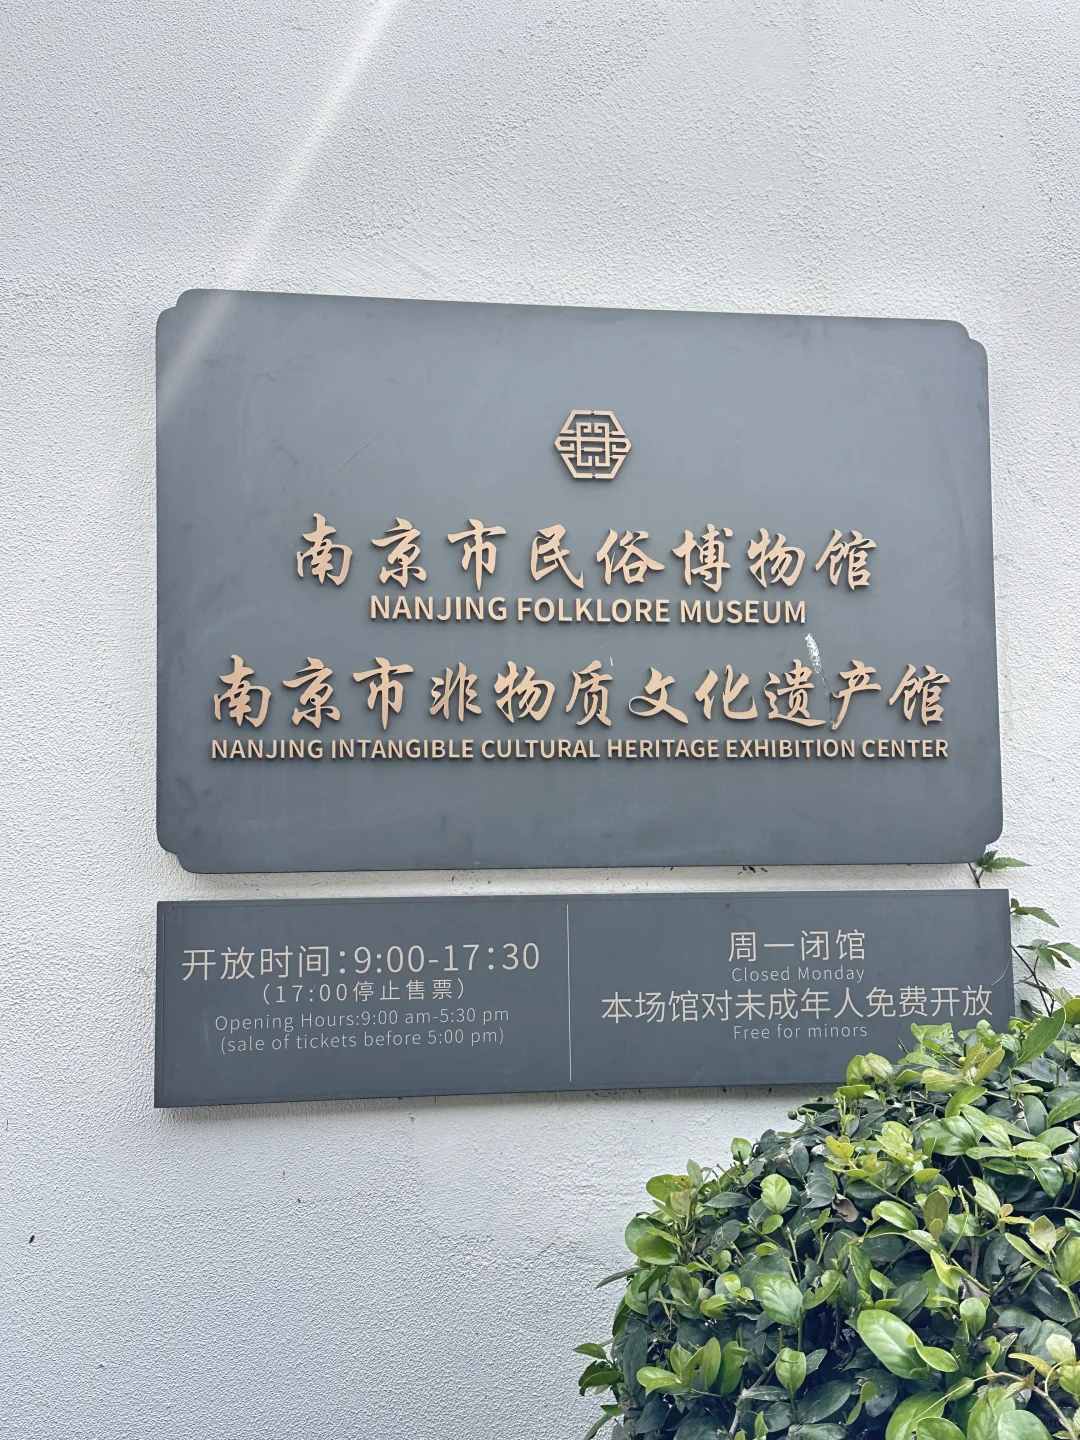 南京市民俗博物馆
NANJING FOLKLORE MUSEUM
南京市非物质文化遗产馆
NANJING INTANGIBLE CULTURAL HERITAGE EXHIBITION CENTER
开放时间：9:00-17:30
（17:00停止售票）
Opening Hours:9:00 am-5:30 pm
(sale of tickets before 5:00 pm)
周一闭馆
Closed Monday
本场馆对未成年人免费开放
Free for minors